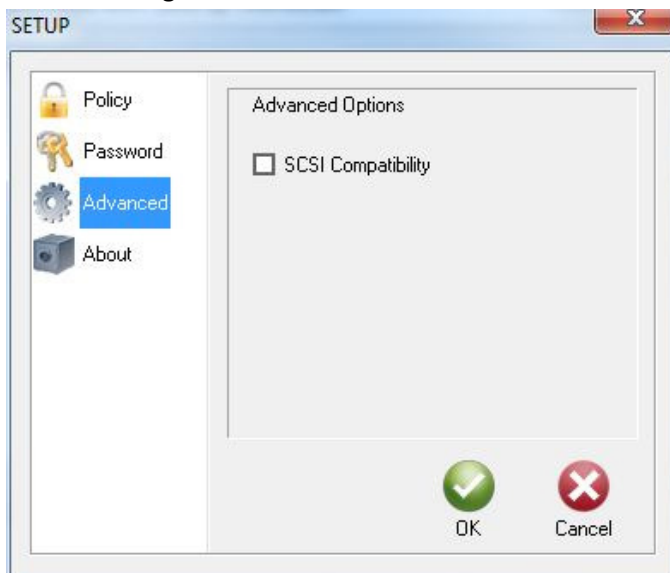 SETUP
Policy
Password
Advanced
About
Advanced Options
SCSI Compatibility
OK
Cancel